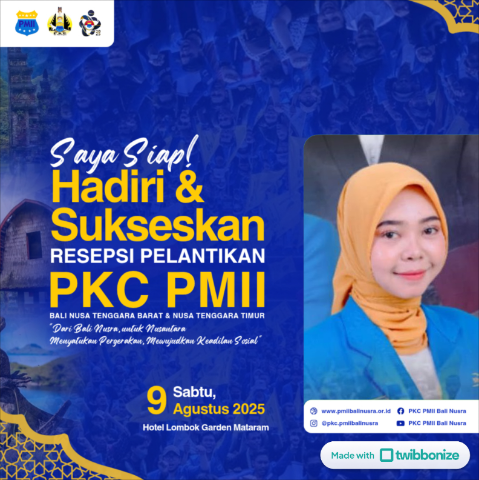 PMII
Saya Siap!
Hadiri &
Sukseskan
RESEPSI PELANTIKAN
PKC PMII
BALI NUSA TENGGARA BARAT & NUSA TENGGARA TIMUR
"Dari Bali Nusra, untuk Nusantara
Menyatukan Pergerakan, Mewujudkan Keadilan Sosial"
9 Sabtu,
Agustus 2025
Hotel Lombok Garden Mataram
www.pmiibalinusra.or.id PKC PMII Bali Nusra
@pkc.pmiibalinusra PKC PMII Bali Nusra
Made with twibbonize